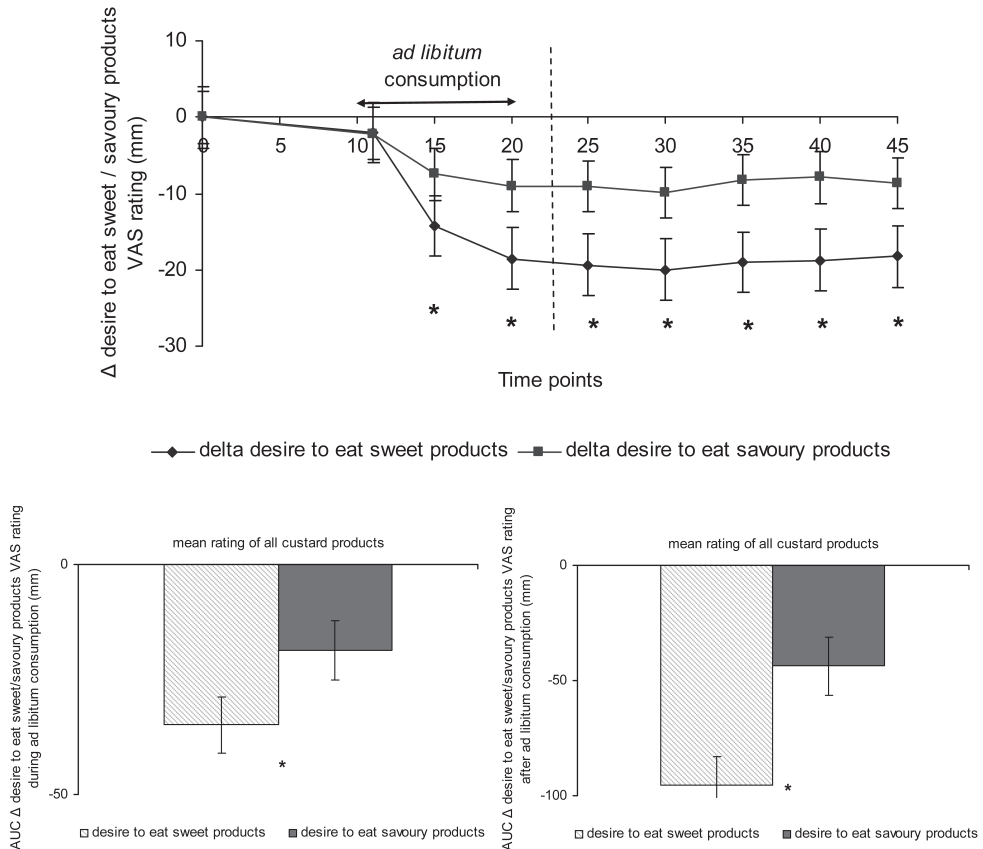 Δ desire to eat sweet / savoury products
VAS rating (mm)
10
0
-10
-20
-30
ad libitum
consumption
0 5 10 15 20 25 30 35 40 45
* * * * * * *
Time points
delta desire to eat sweet products delta desire to eat savoury products
AUC Δ desire to eat sweet/savoury products VAS rating
during ad libitum consumption (mm)
mean rating of all custard products
0
-50
*
desire to eat sweet products desire to eat savoury products
AUC Δ desire to eat sweet/savoury products VAS rating
after ad libitum consumption (mm)
mean rating of all custard products
0
-50
-100
*
desire to eat sweet products desire to eat savoury products